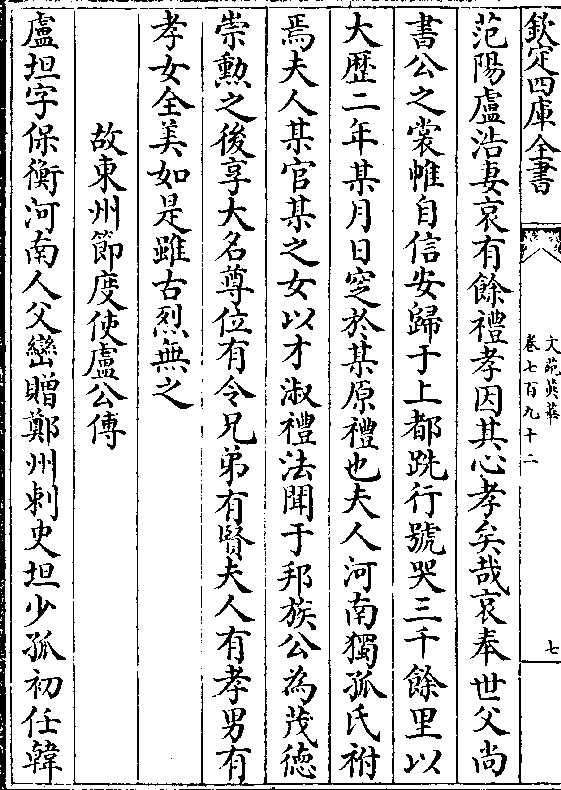 欽定四庫全書
文苑英華
卷七百九十二
七
范陽盧浩妻哀有餘禮孝因其心孝矣哉哀奉世父尚
書公之裳帷自信安歸于上都跣行號哭三千餘里以
大歷二年某月日窆於某原禮也夫人河南獨孤氏祔
焉夫人某官某之女以才淑禮法聞于邦族公為茂徳
崇勲之後享大名尊位有令兄弟有賢夫人有孝男有
孝女全美如是雖古烈無之
故東州節度使盧公傳
盧坦字保衡河南人父巒贈鄭州刺史坦少孤初任韓